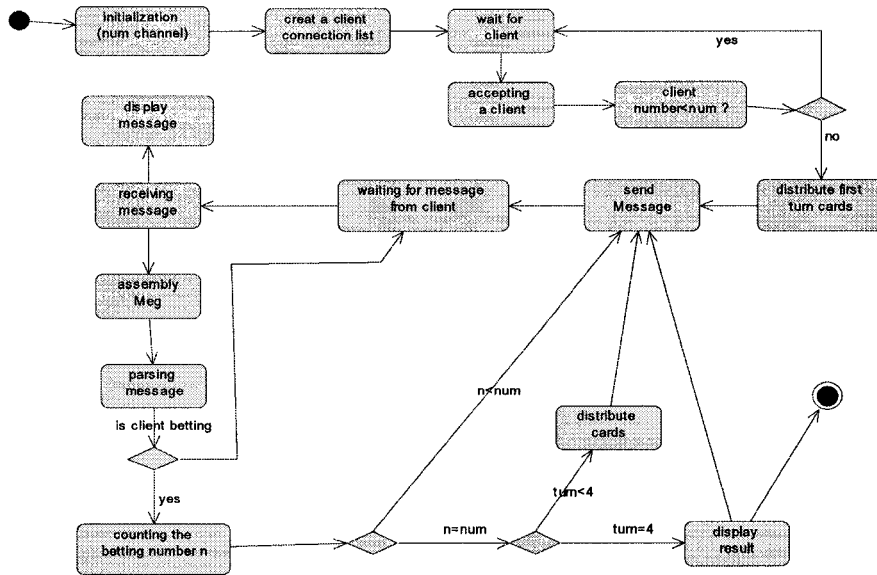 initialization
(num channel)
creat a client
connection list
wait for
client
yes
accepting
a client
client
number<num ?
no
display
message
receiving
message
waiting for message
from client
send
Message
distribute first
turn cards
assembly
Meg
parsing
message
is client betting
yes
counting the
betting number n
n<num
n=num
distribute
cards
turn<4
turn=4
display
result